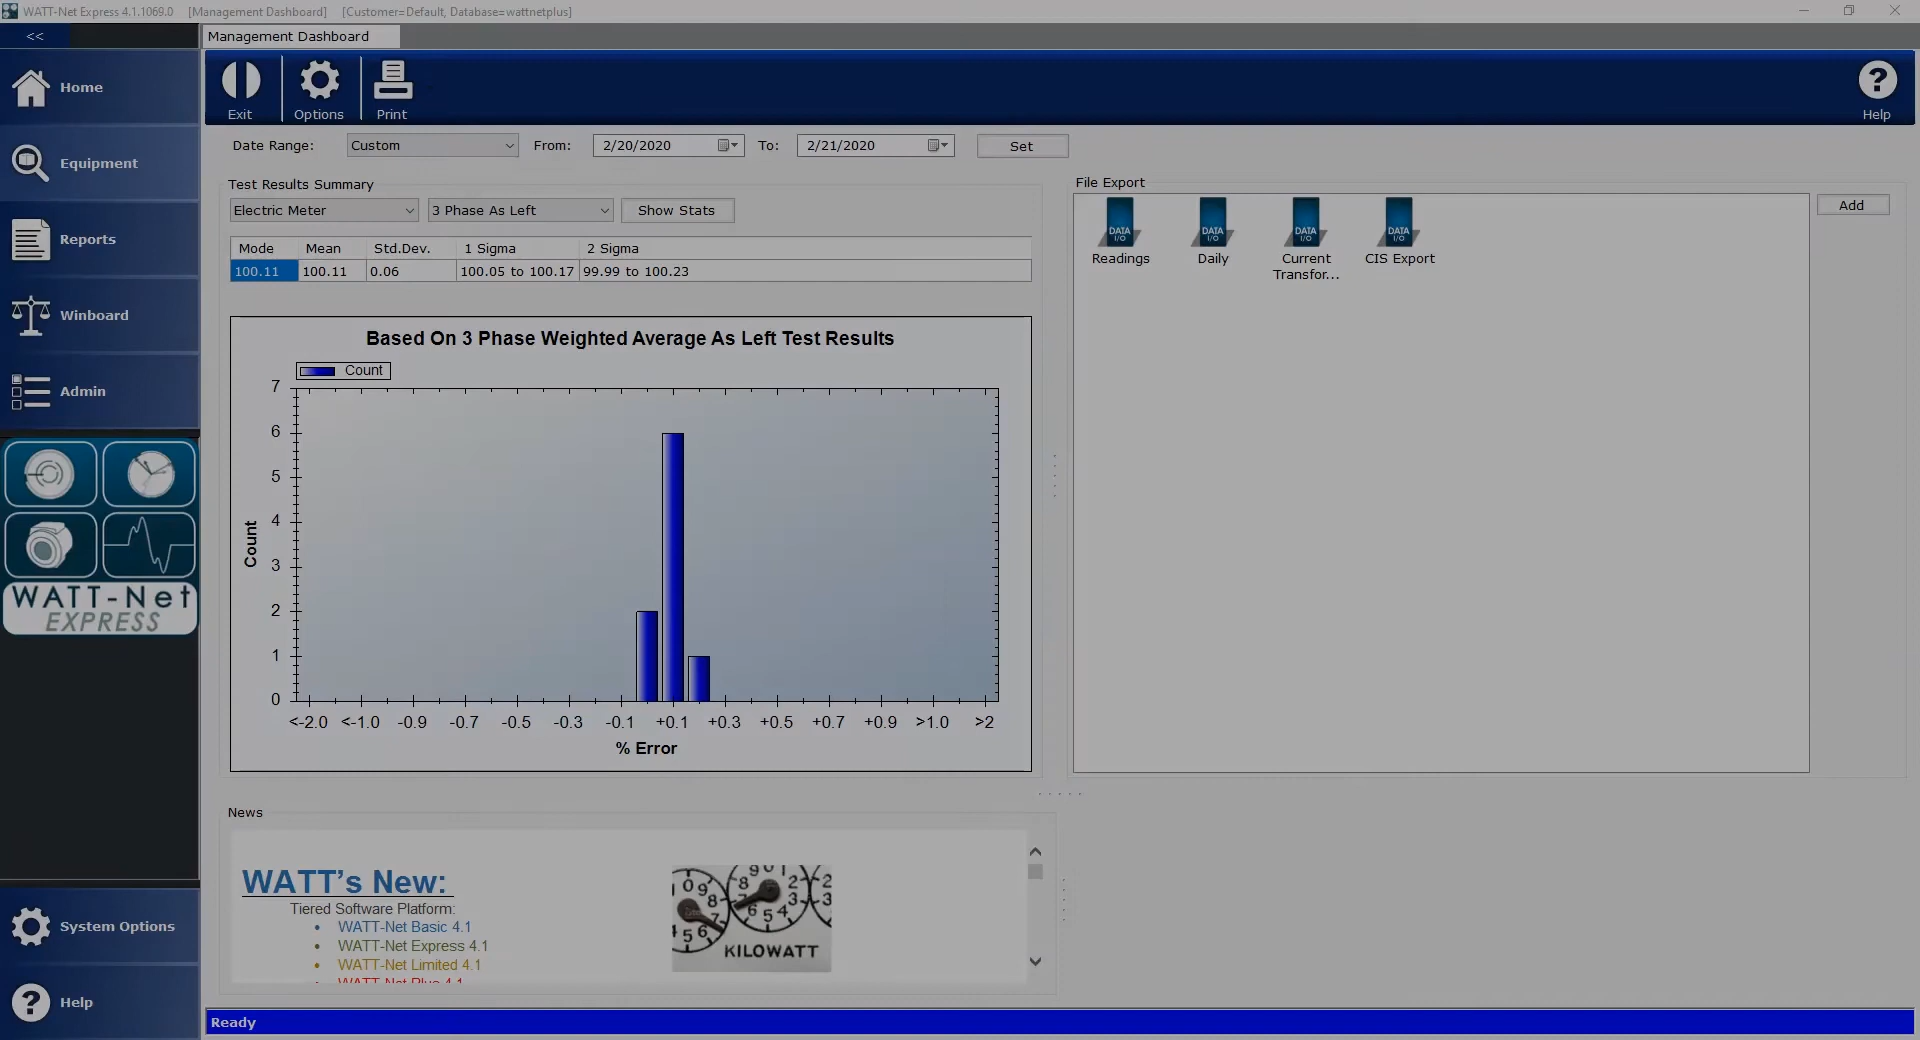 WATT-Net Express 4.1.1069.0 [Management Dashboard] [Customer=Default, Database=wattnetplus]
<<
Management Dashboard
Home
Equipment
Reports
Winboard
Admin
WATT-Net
EXPRESS
System Options
Help
Exit
Options
Print
Help
Date Range: Custom From: 2/20/2020 To: 2/21/2020 Set
Test Results Summary
Electric Meter 3 Phase As Left Show Stats
Mode Mean Std.Dev. 1 Sigma 2 Sigma
100.11 100.11 0.06 100.05 to 100.17 99.99 to 100.23
Based On 3 Phase Weighted Average As Left Test Results
Count
7
6
5
4
3
2
1
0
Count
<-2.0 <-1.0 -0.9 -0.7 -0.5 -0.3 -0.1 +0.1 +0.3 +0.5 +0.7 +0.9 >1.0 >2
% Error
File Export
Add
DATA
I/O
DATA
I/O
DATA
I/O
DATA
I/O
Readings Daily Current CIS Export
Transfor...
News
WATT's New:
Tiered Software Platform:
• WATT-Net Basic 4.1
• WATT-Net Express 4.1
• WATT-Net Limited 4.1
• WATT-Net Plus 4.1
KILOWATT
Ready